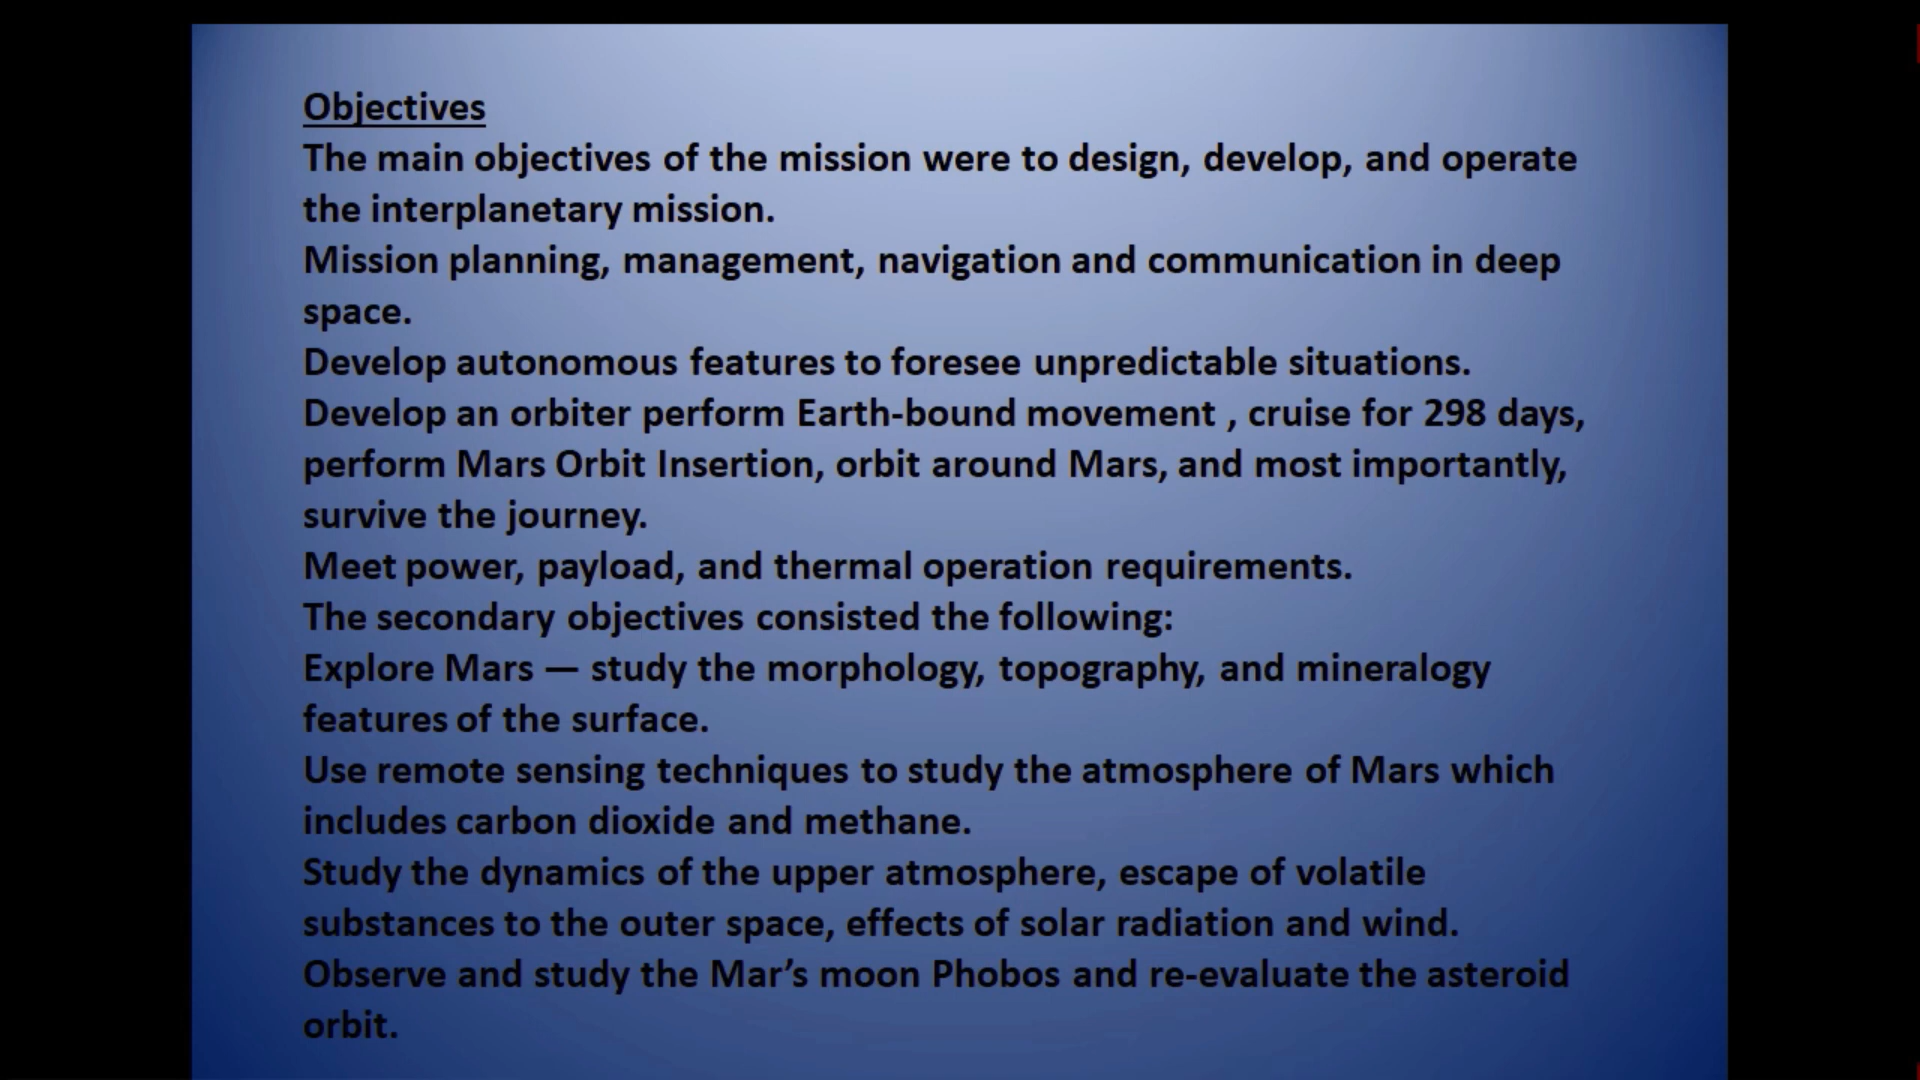 Objectives
The main objectives of the mission were to design, develop, and operate
the interplanetary mission.
Mission planning, management, navigation and communication in deep
space.
Develop autonomous features to foresee unpredictable situations.
Develop an orbiter perform Earth-bound movement , cruise for 298 days,
perform Mars Orbit Insertion, orbit around Mars, and most importantly,
survive the journey.
Meet power, payload, and thermal operation requirements.
The secondary objectives consisted the following:
Explore Mars — study the morphology, topography, and mineralogy
features of the surface.
Use remote sensing techniques to study the atmosphere of Mars which
includes carbon dioxide and methane.
Study the dynamics of the upper atmosphere, escape of volatile
substances to the outer space, effects of solar radiation and wind.
Observe and study the Mar’s moon Phobos and re-evaluate the asteroid
orbit.